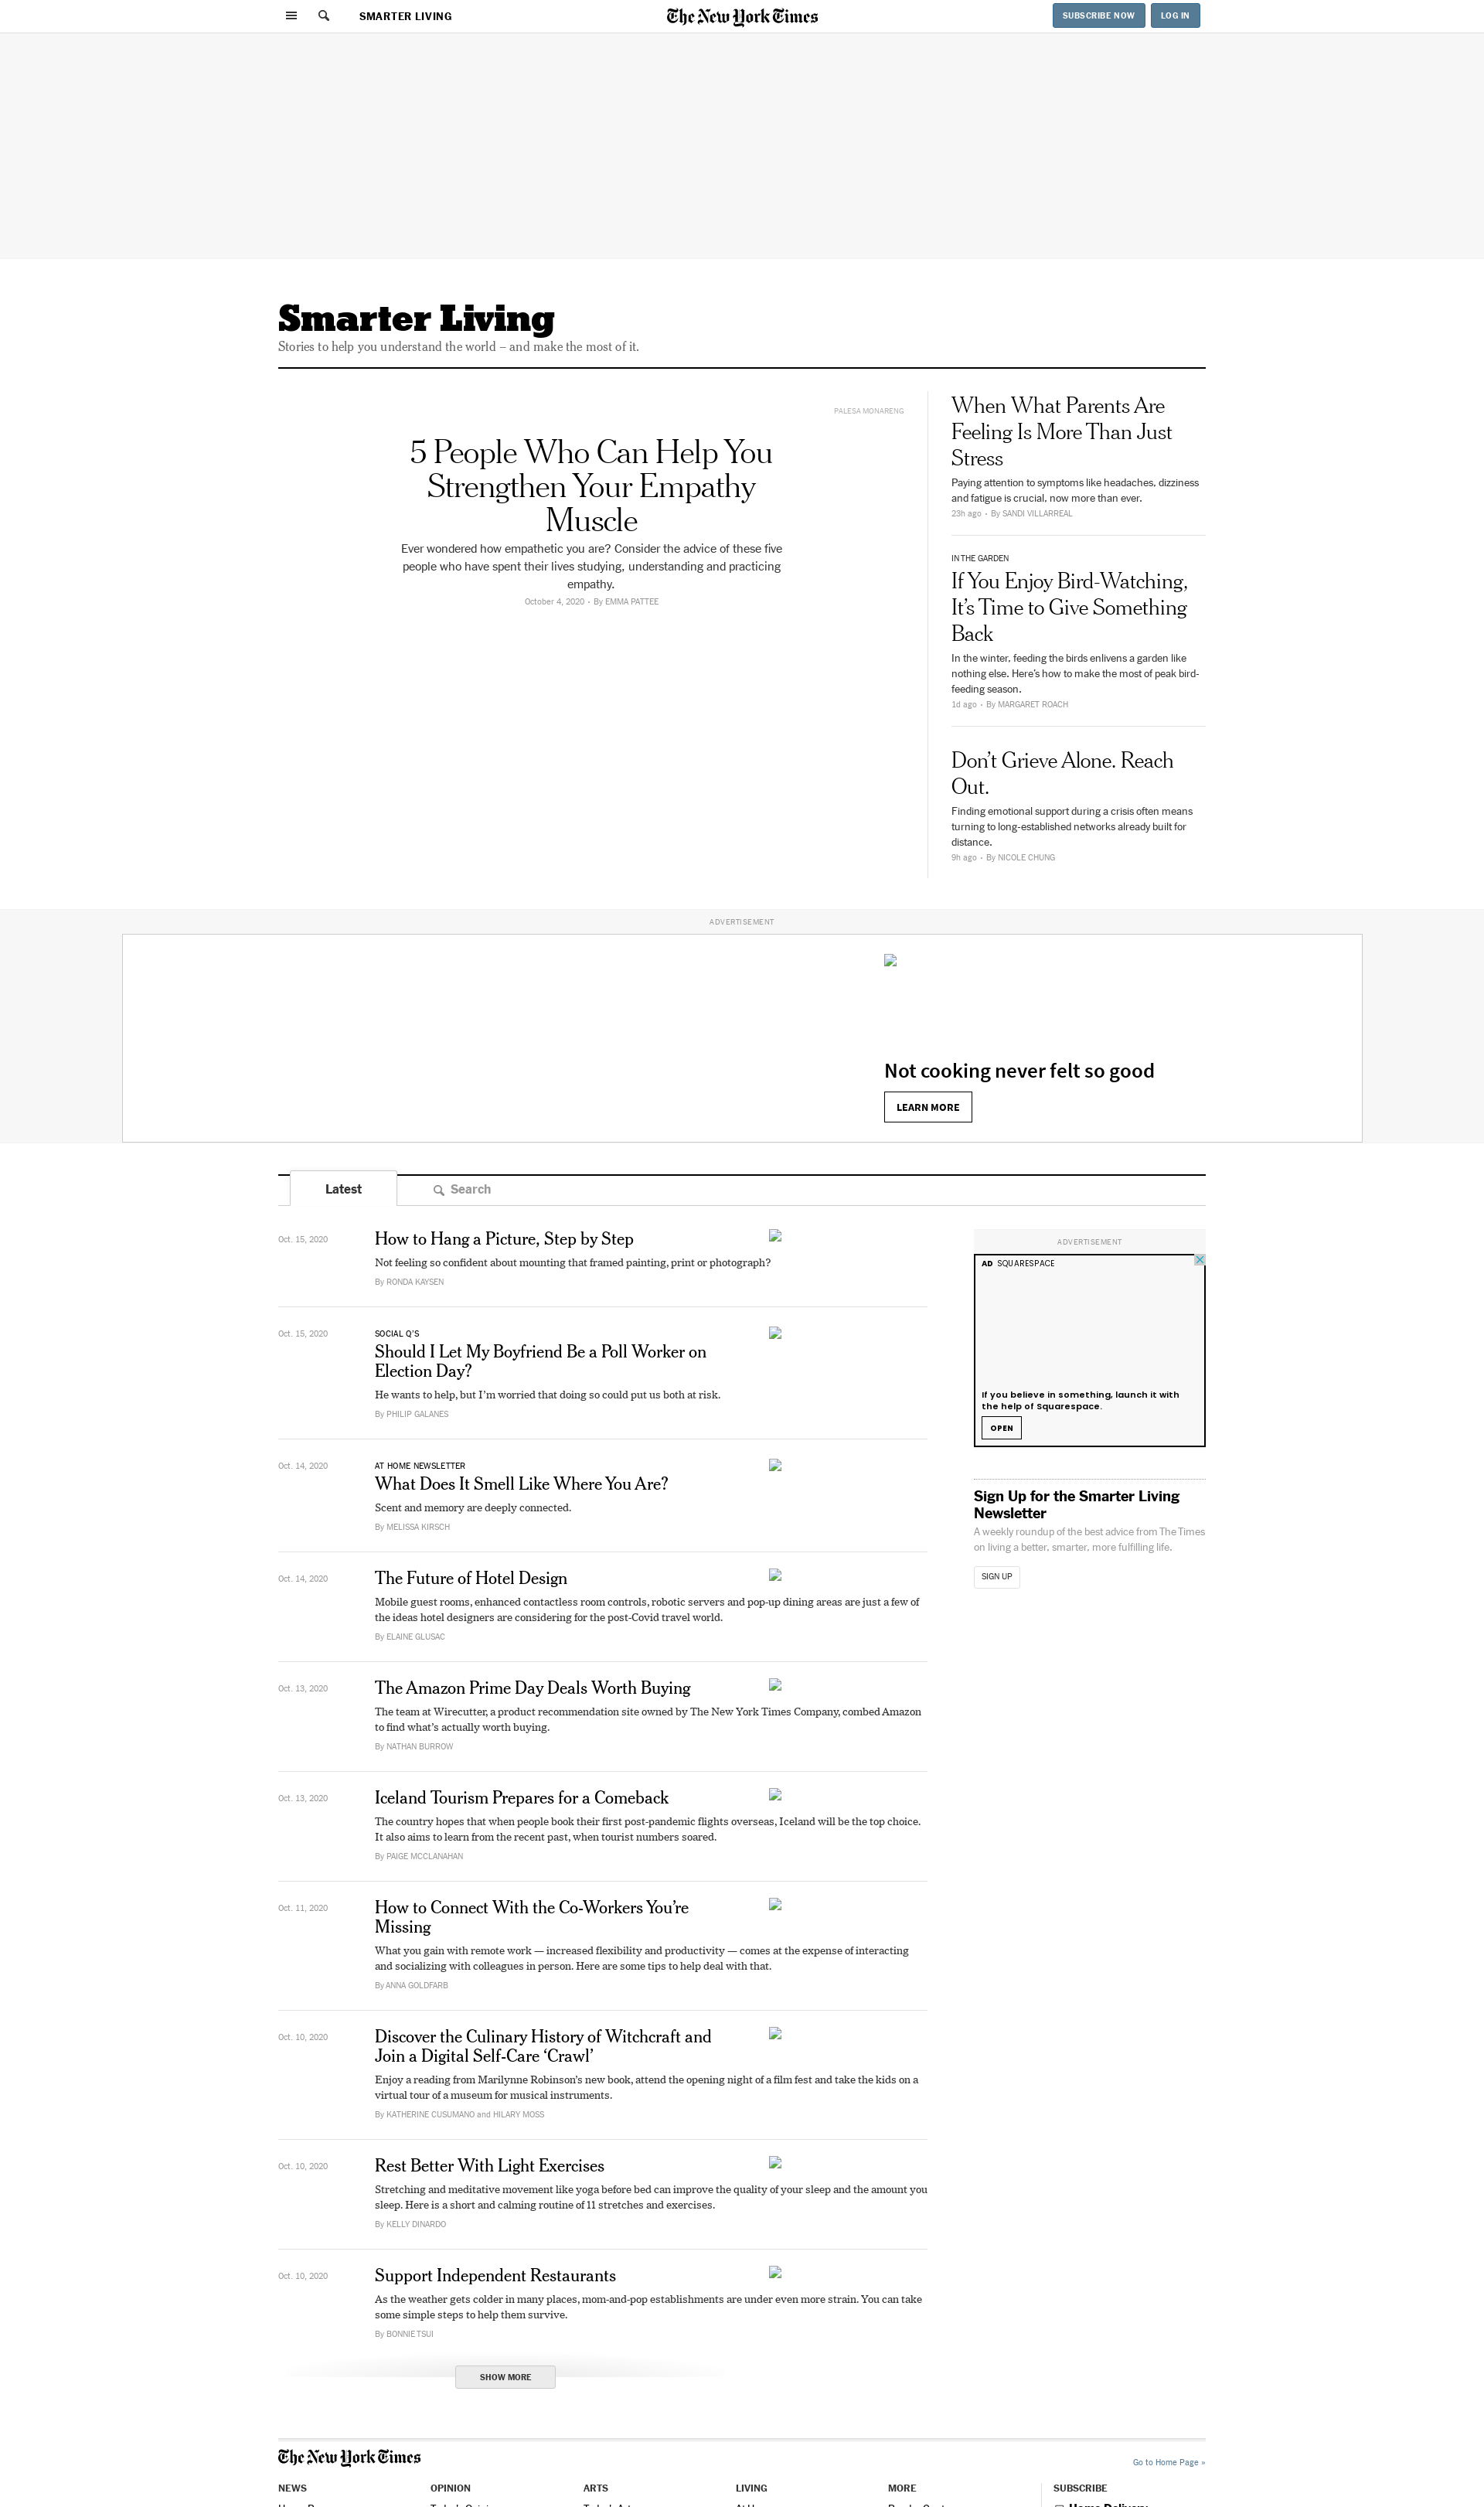 SMARTER LIVING
The New York Times
SUBSCRIBE NOW
LOG IN
Smarter Living
Stories to help you understand the world – and make the most of it.
PALESA MONARENG
5 People Who Can Help You
Strengthen Your Empathy
Muscle
Ever wondered how empathetic you are? Consider the advice of these five
people who have spent their lives studying, understanding and practicing
empathy.
October 4, 2020 • By EMMA PATTEE
When What Parents Are
Feeling Is More Than Just
Stress
Paying attention to symptoms like headaches, dizziness
and fatigue is crucial, now more than ever.
23h ago • By SANDI VILLARREAL
IN THE GARDEN
If You Enjoy Bird-Watching,
It’s Time to Give Something
Back
In the winter, feeding the birds enlivens a garden like
nothing else. Here’s how to make the most of peak bird-
feeding season.
1d ago • By MARGARET ROACH
Don’t Grieve Alone. Reach
Out.
Finding emotional support during a crisis often means
turning to long-established networks already built for
distance.
9h ago • By NICOLE CHUNG
ADVERTISEMENT
Not cooking never felt so good
LEARN MORE
Latest
Search
Oct. 15, 2020
How to Hang a Picture, Step by Step
Not feeling so confident about mounting that framed painting, print or photograph?
By RONDA KAYSEN
Oct. 15, 2020
SOCIAL Q’S
Should I Let My Boyfriend Be a Poll Worker on
Election Day?
He wants to help, but I’m worried that doing so could put us both at risk.
By PHILIP GALANES
Oct. 14, 2020
AT HOME NEWSLETTER
What Does It Smell Like Where You Are?
Scent and memory are deeply connected.
By MELISSA KIRSCH
Oct. 14, 2020
The Future of Hotel Design
Mobile guest rooms, enhanced contactless room controls, robotic servers and pop-up dining areas are just a few of
the ideas hotel designers are considering for the post-Covid travel world.
By ELAINE GLUSAC
Oct. 13, 2020
The Amazon Prime Day Deals Worth Buying
The team at Wirecutter, a product recommendation site owned by The New York Times Company, combed Amazon
to find what’s actually worth buying.
By NATHAN BURROW
Oct. 13, 2020
Iceland Tourism Prepares for a Comeback
The country hopes that when people book their first post-pandemic flights overseas, Iceland will be the top choice.
It also aims to learn from the recent past, when tourist numbers soared.
By PAIGE MCCLANAHAN
Oct. 11, 2020
How to Connect With the Co-Workers You’re
Missing
What you gain with remote work — increased flexibility and productivity — comes at the expense of interacting
and socializing with colleagues in person. Here are some tips to help deal with that.
By ANNA GOLDFARB
Oct. 10, 2020
Discover the Culinary History of Witchcraft and
Join a Digital Self-Care ‘Crawl’
Enjoy a reading from Marilynne Robinson’s new book, attend the opening night of a film fest and take the kids on a
virtual tour of a museum for musical instruments.
By KATHERINE CUSUMANO and HILARY MOSS
Oct. 10, 2020
Rest Better With Light Exercises
Stretching and meditative movement like yoga before bed can improve the quality of your sleep and the amount you
sleep. Here is a short and calming routine of 11 stretches and exercises.
By KELLY DINARDO
Oct. 10, 2020
Support Independent Restaurants
As the weather gets colder in many places, mom-and-pop establishments are under even more strain. You can take
some simple steps to help them survive.
By BONNIE TSUI
SHOW MORE
ADVERTISEMENT
AD SQUARESPACE
If you believe in something, launch it with
the help of Squarespace.
OPEN
Sign Up for the Smarter Living
Newsletter
A weekly roundup of the best advice from The Times
on living a better, smarter, more fulfilling life.
SIGN UP
The New York Times
Go to Home Page »
NEWS
OPINION
ARTS
LIVING
MORE
SUBSCRIBE